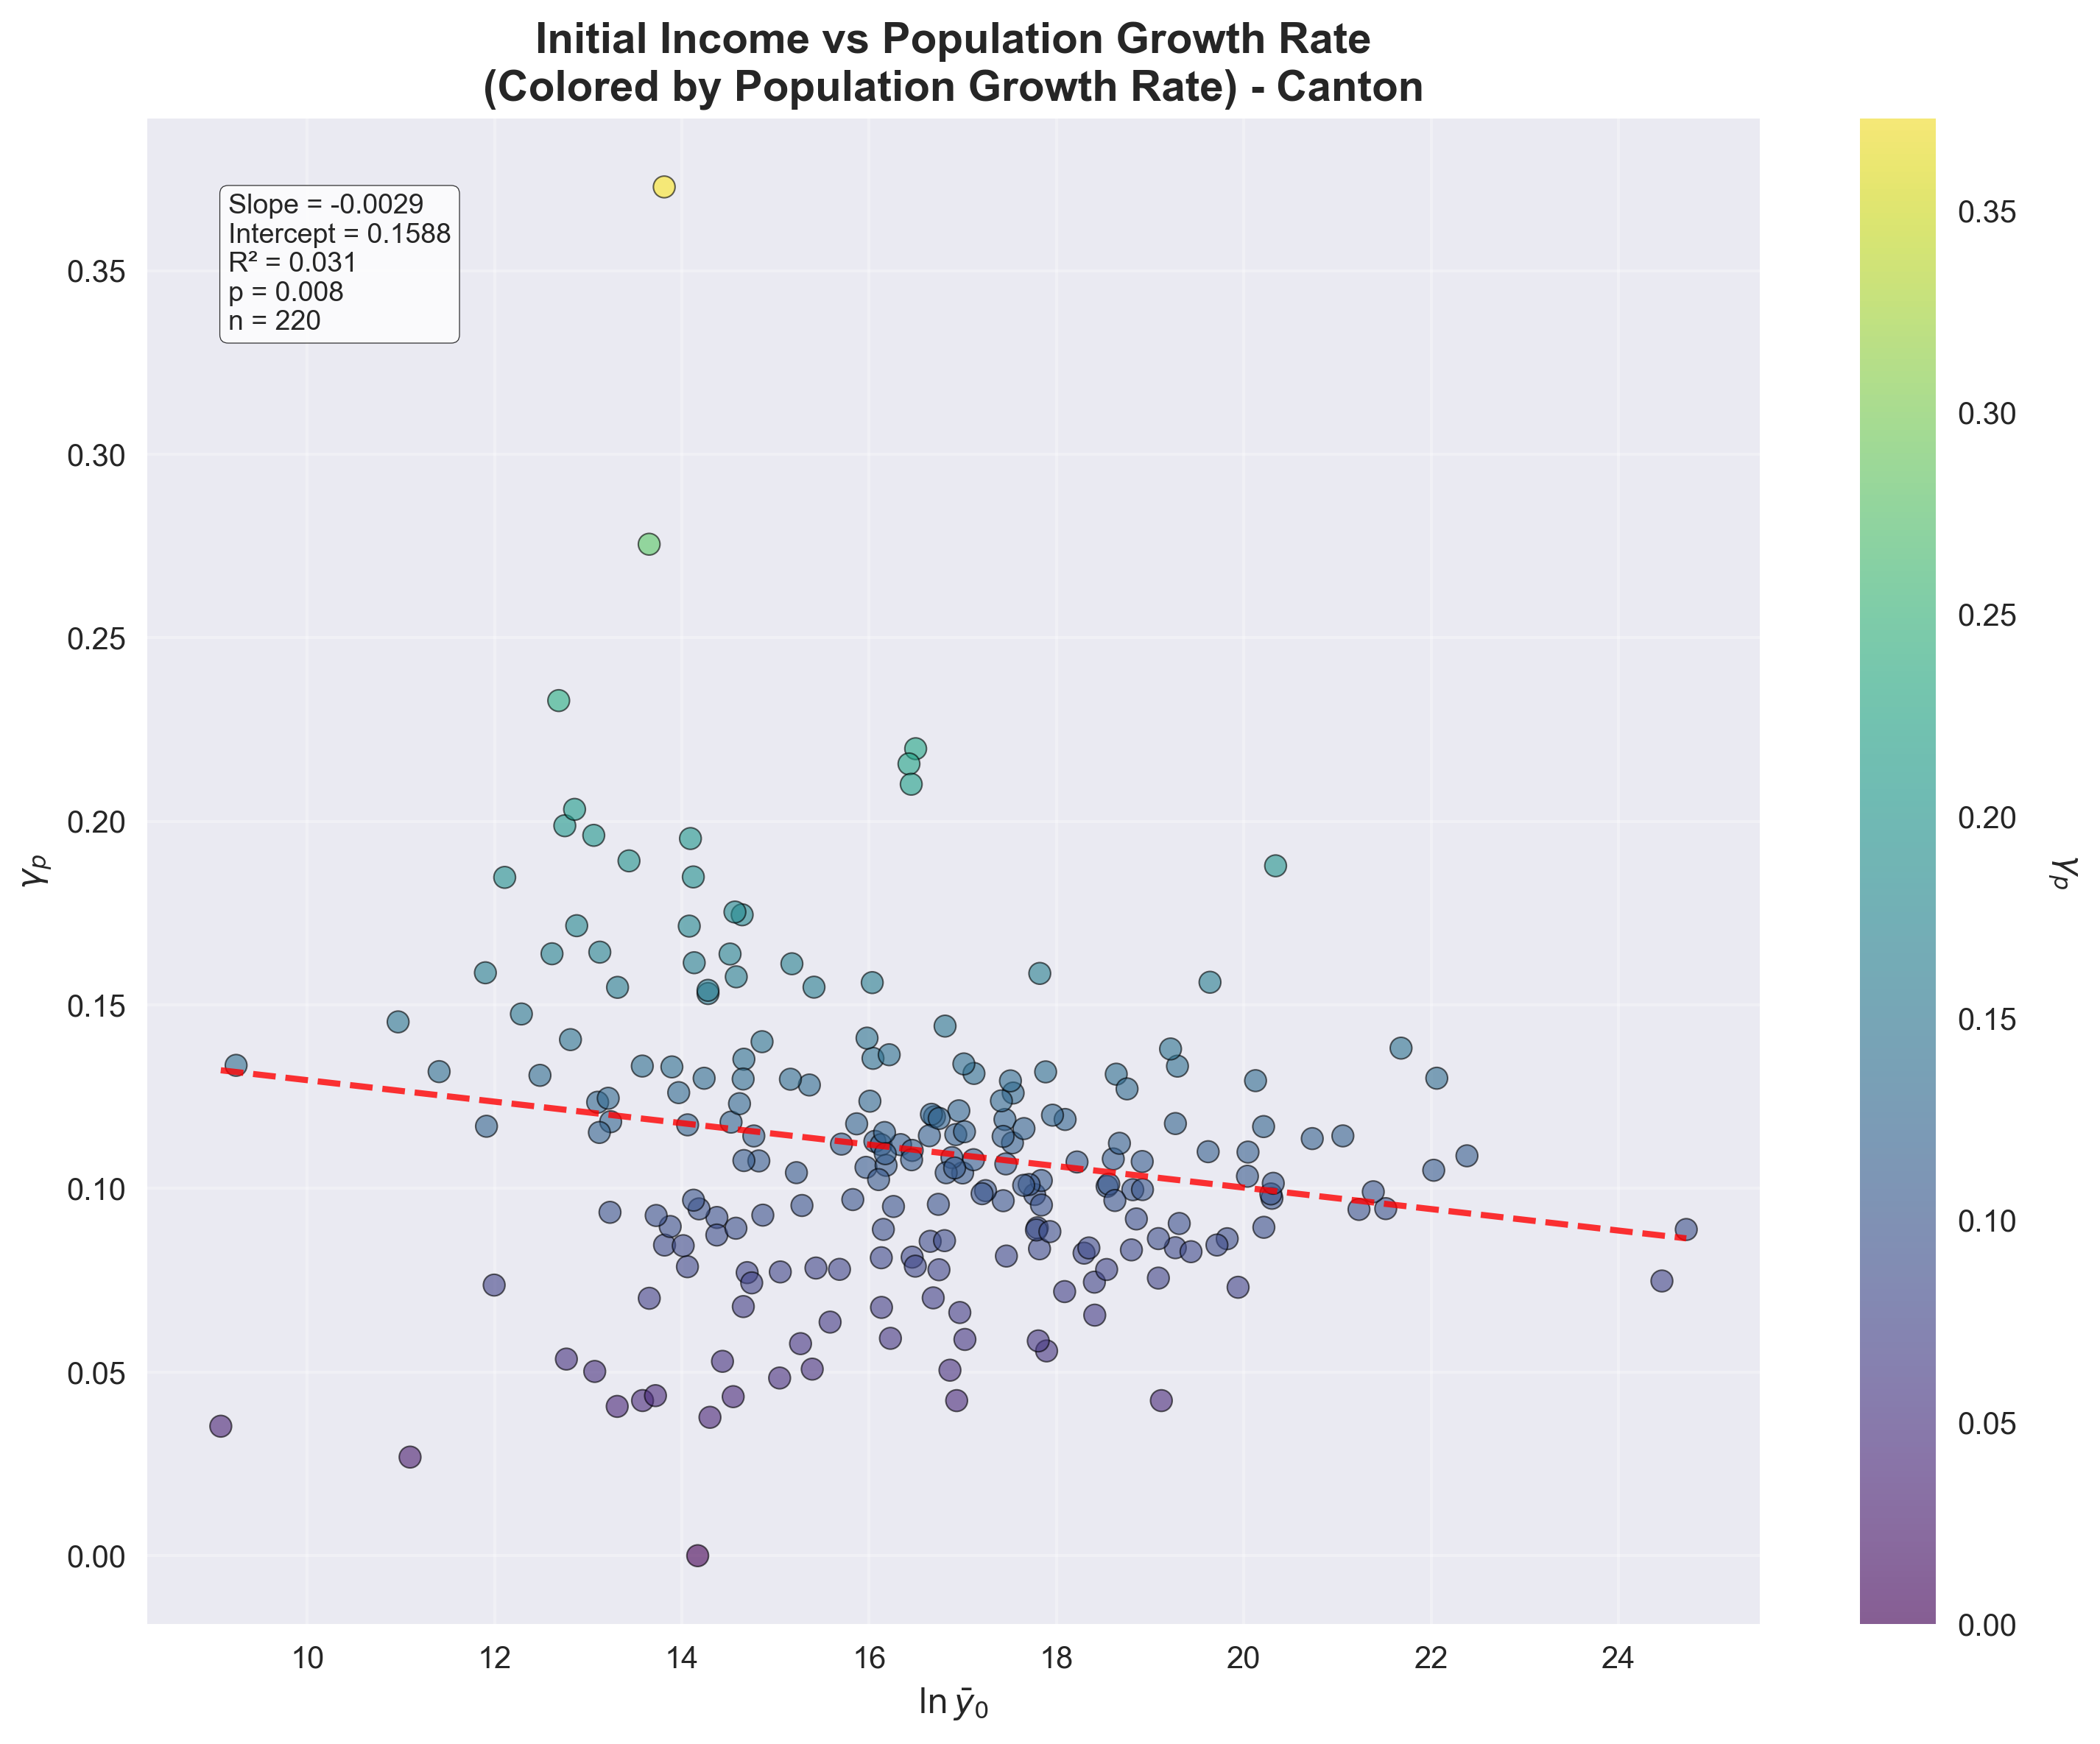 Initial Income vs Population Growth Rate
(Colored by Population Growth Rate) - Canton
Slope = -0.0029
Intercept = 0.1588
R² = 0.031
p = 0.008
n = 220
0.35
0.30
0.25
0.20
0.15
0.10
0.05
0.00
γₚ
10
12
14
16
18
20
22
24
ln ȳ₀
0.35
0.30
0.25
0.20
0.15
0.10
0.05
0.00
γₚ